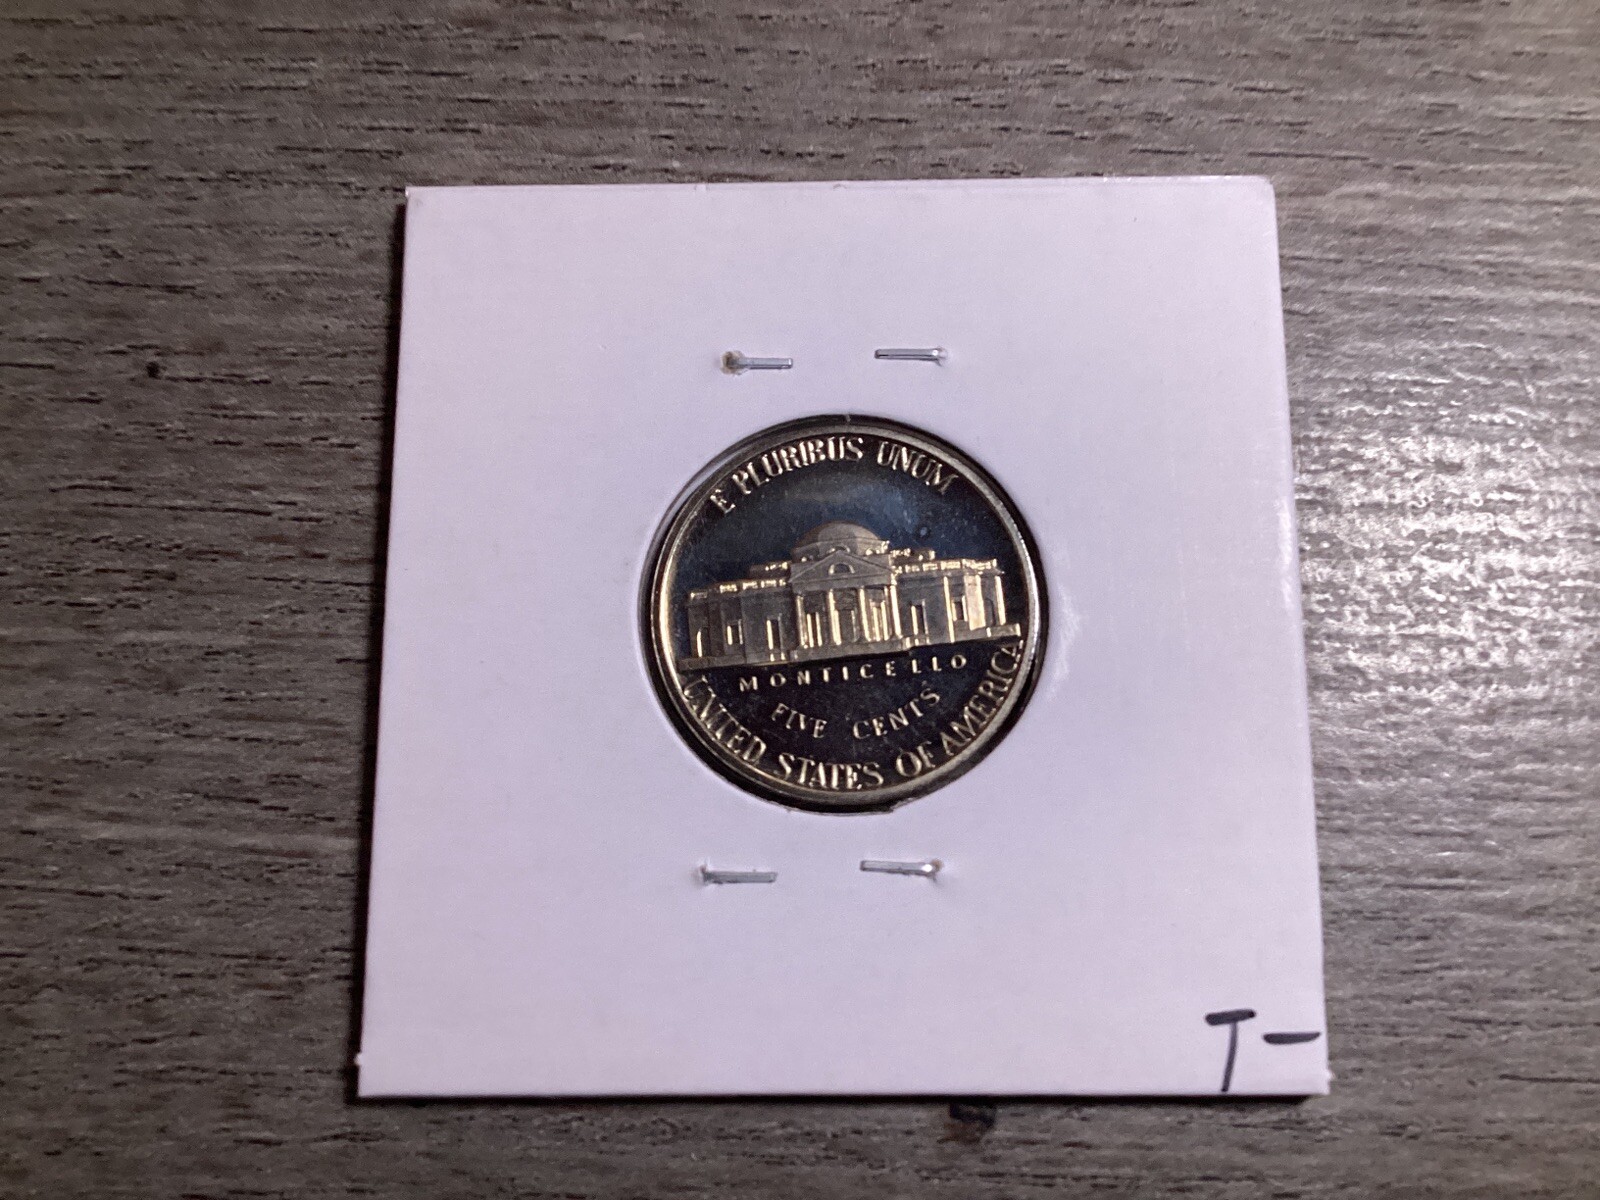 E PLURIBUS UNUM
MONTICELLO
FIVE CENTS
UNITED STATES OF AMERICA
T-